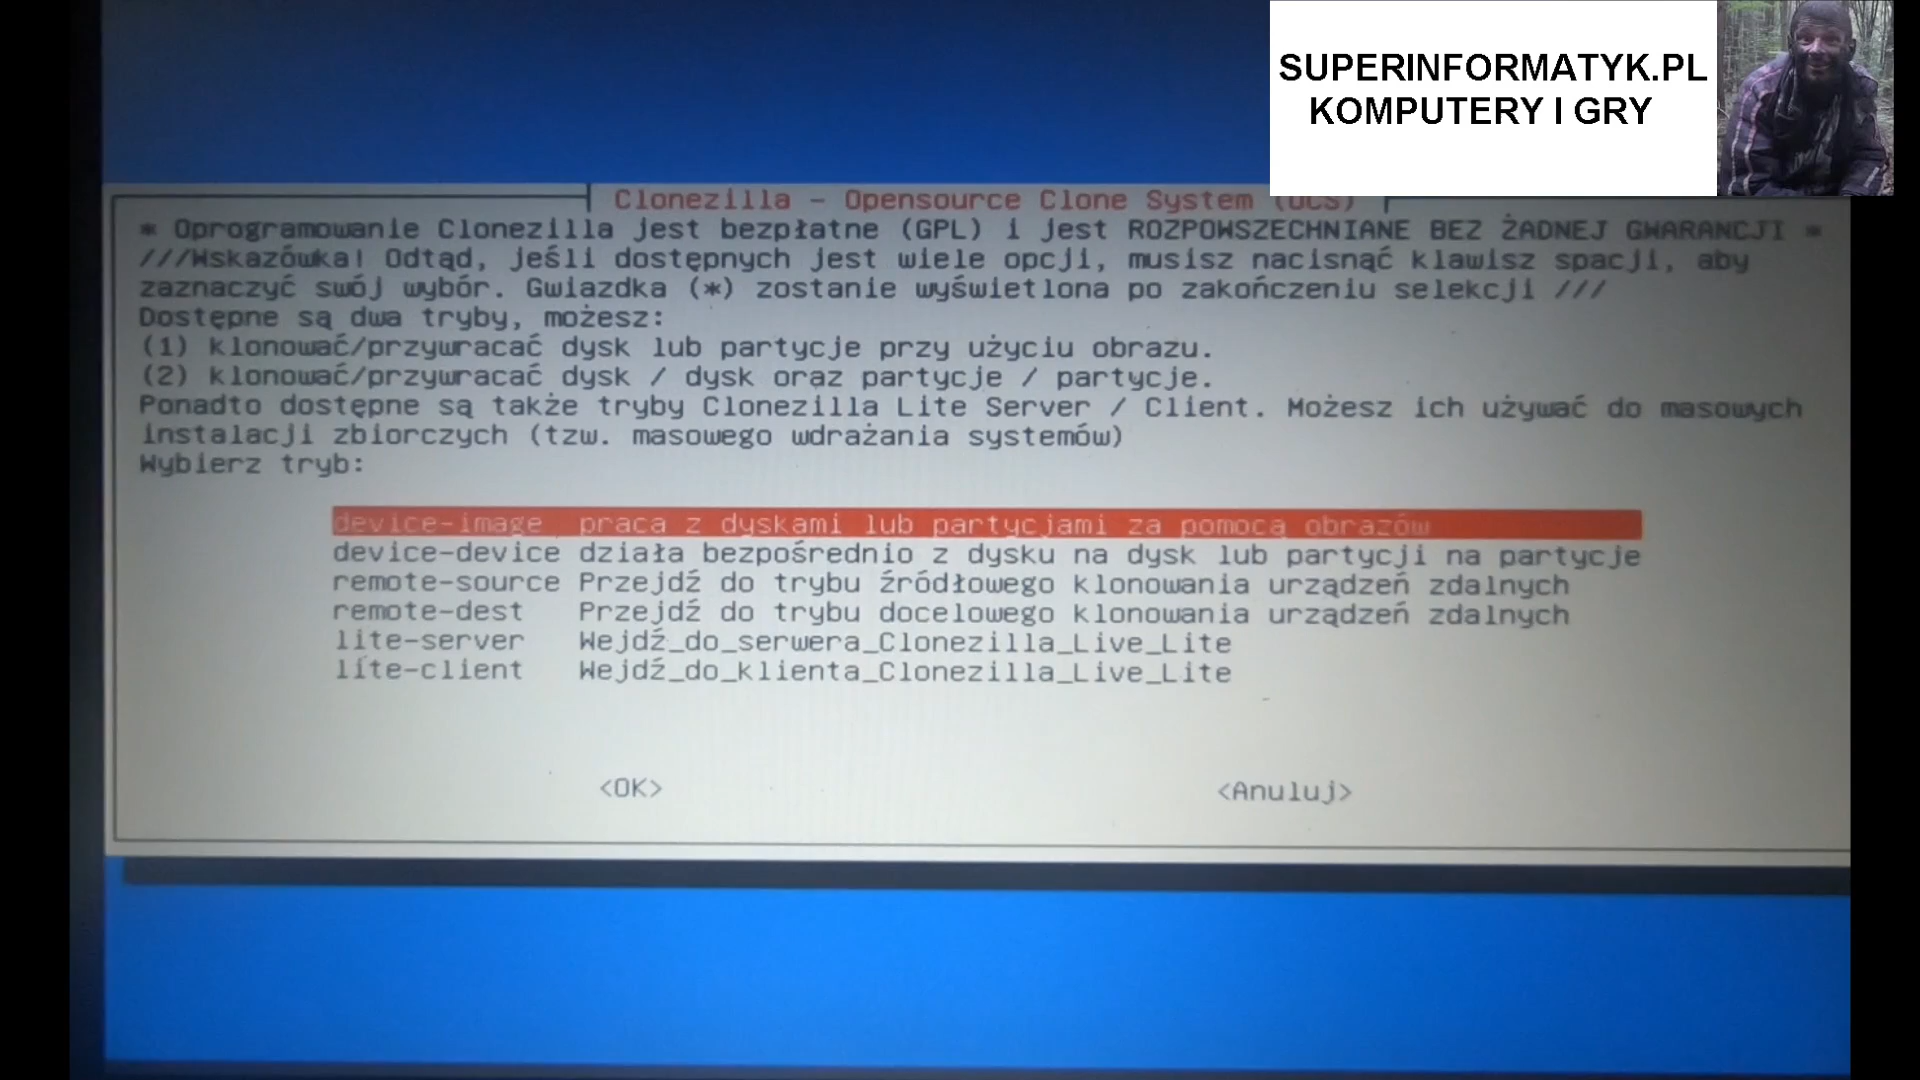 SUPERINFORMATYK.PL
KOMPUTERY I GRY
Clonezilla - Opensource Clone System (OCS)
* Oprogramowanie Clonezilla jest bezpłatne (GPL) i jest ROZPOWSZECHNIANE BEZ ŻADNEJ GWARANCJI *
///Wskazówka! Odtąd, jeśli dostępnych jest wiele opcji, musisz nacisnąć klawisz spacji, aby
zaznaczyć swój wybór. Gwiazdka (*) zostanie wyświetlona po zakończeniu selekcji ///
Dostępne są dwa tryby, możesz:
(1) klonować/przywracać dysk lub partycje przy użyciu obrazu.
(2) klonować/przywracać dysk / dysk oraz partycje / partycje.
Ponadto dostępne są także tryby Clonezilla Lite Server / Client. Możesz ich używać do masowych
instalacji zbiorczych (tzw. masowego wdrażania systemów)
Wybierz tryb:
device-image praca z dyskami lub partycjami za pomocą obrazów
device-device działa bezpośrednio z dysku na dysk lub partycji na partycje
remote-source Przejdź do trybu źródłowego klonowania urządzeń zdalnych
remote-dest Przejdź do trybu docelowego klonowania urządzeń zdalnych
lite-server Wejdź_do_serwera_Clonezilla_Live_Lite
lite-client Wejdź_do_klienta_Clonezilla_Live_Lite
<OK> <Anuluj>